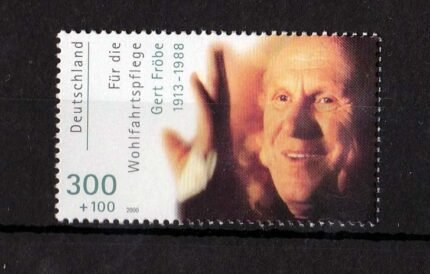 Deutschland
Für die
Wohlfahrtspflege
Gert Fröbe
1913–1988
300
+100
2000